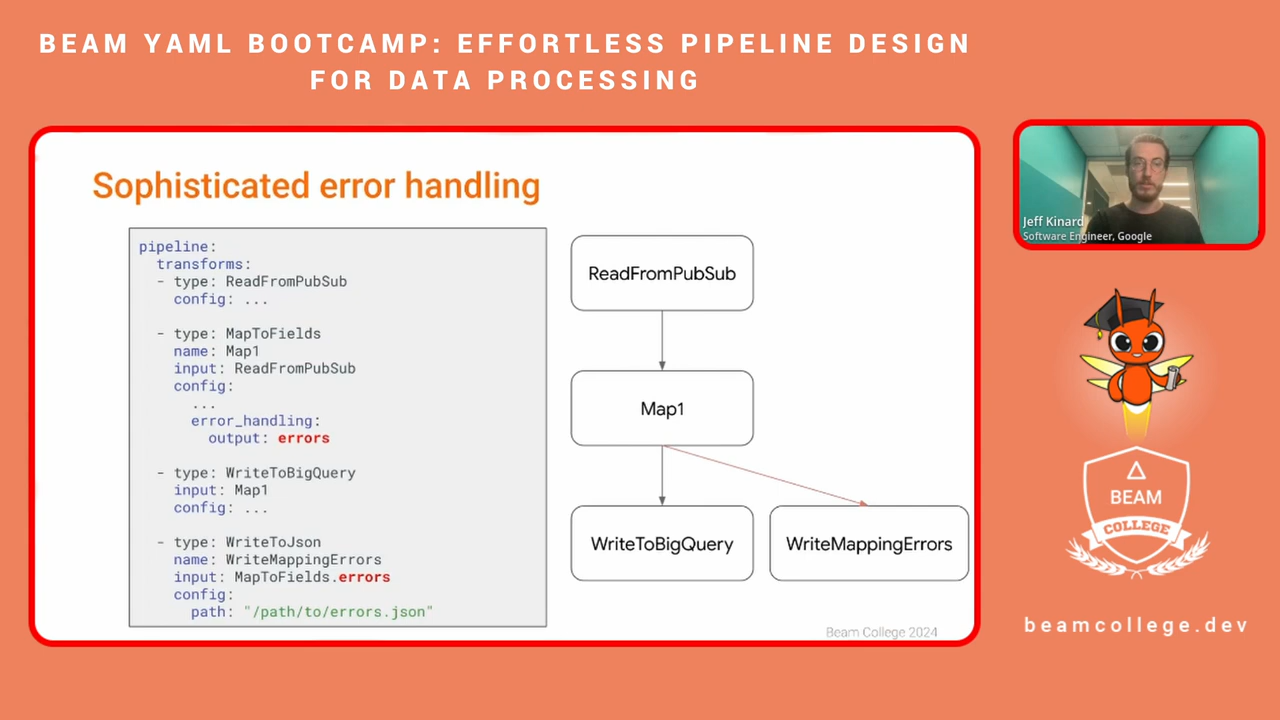 BEAM YAML BOOTCAMP: EFFORTLESS PIPELINE DESIGN
FOR DATA PROCESSING
Sophisticated error handling
pipeline:
  transforms:
  - type: ReadFromPubSub
    config: ...
  - type: MapToFields
    name: Map1
    input: ReadFromPubSub
    config:
      ...
      error_handling:
        output: errors
  - type: WriteToBigQuery
    input: Map1
    config: ...
  - type: WriteToJson
    name: WriteMappingErrors
    input: MapToFields.errors
    config:
      path: "/path/to/errors.json"
ReadFromPubSub
Map1
WriteToBigQuery
WriteMappingErrors
Beam College 2024
Jeff Kinard
Software Engineer, Google
BEAM
COLLEGE
beamcollege.dev